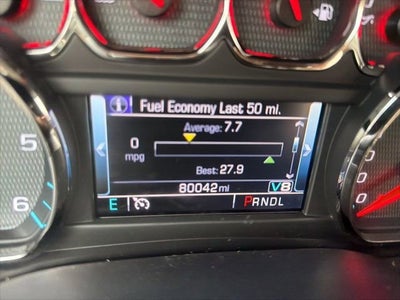 i Fuel Economy Last 50 mi.
Average: 7.7
0
mpg
Best: 27.9
80042 mi V8
E PRNDL
5
6